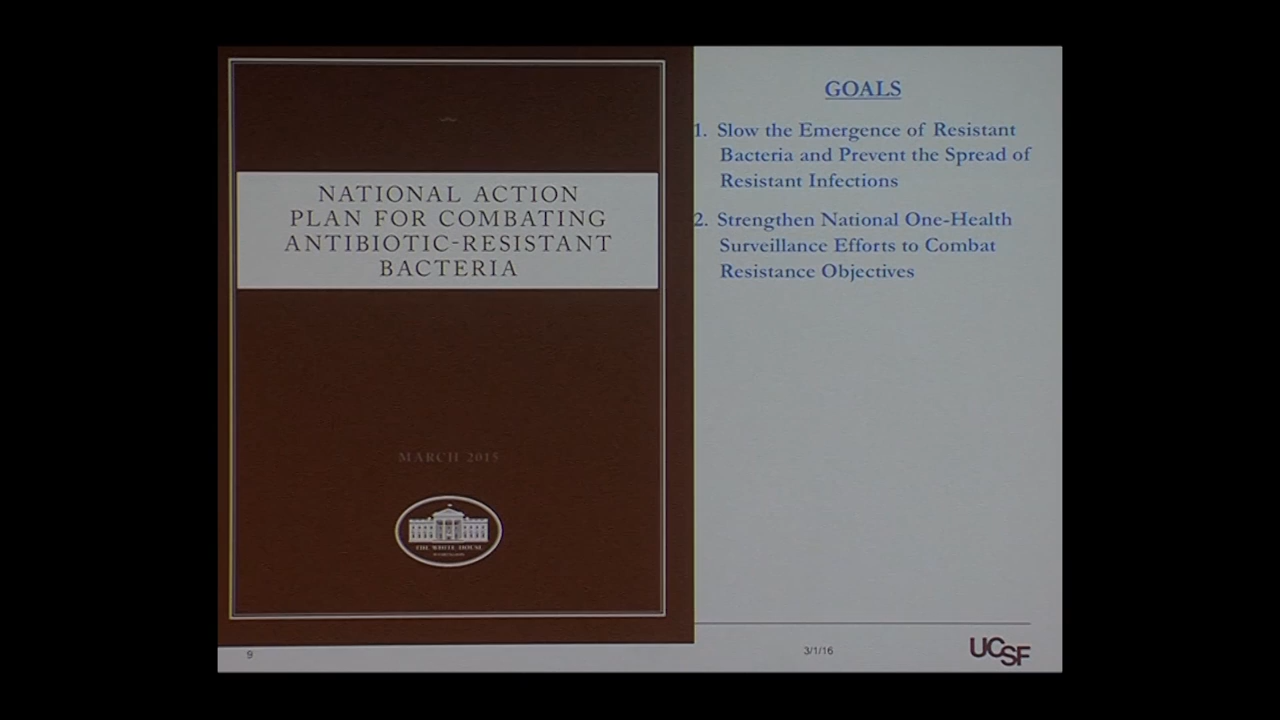 NATIONAL ACTION
PLAN FOR COMBATING
ANTIBIOTIC-RESISTANT
BACTERIA
MARCH 2015
THE WHITE HOUSE
GOALS
1. Slow the Emergence of Resistant
Bacteria and Prevent the Spread of
Resistant Infections
2. Strengthen National One-Health
Surveillance Efforts to Combat
Resistance Objectives
9
3/1/16
UCSF